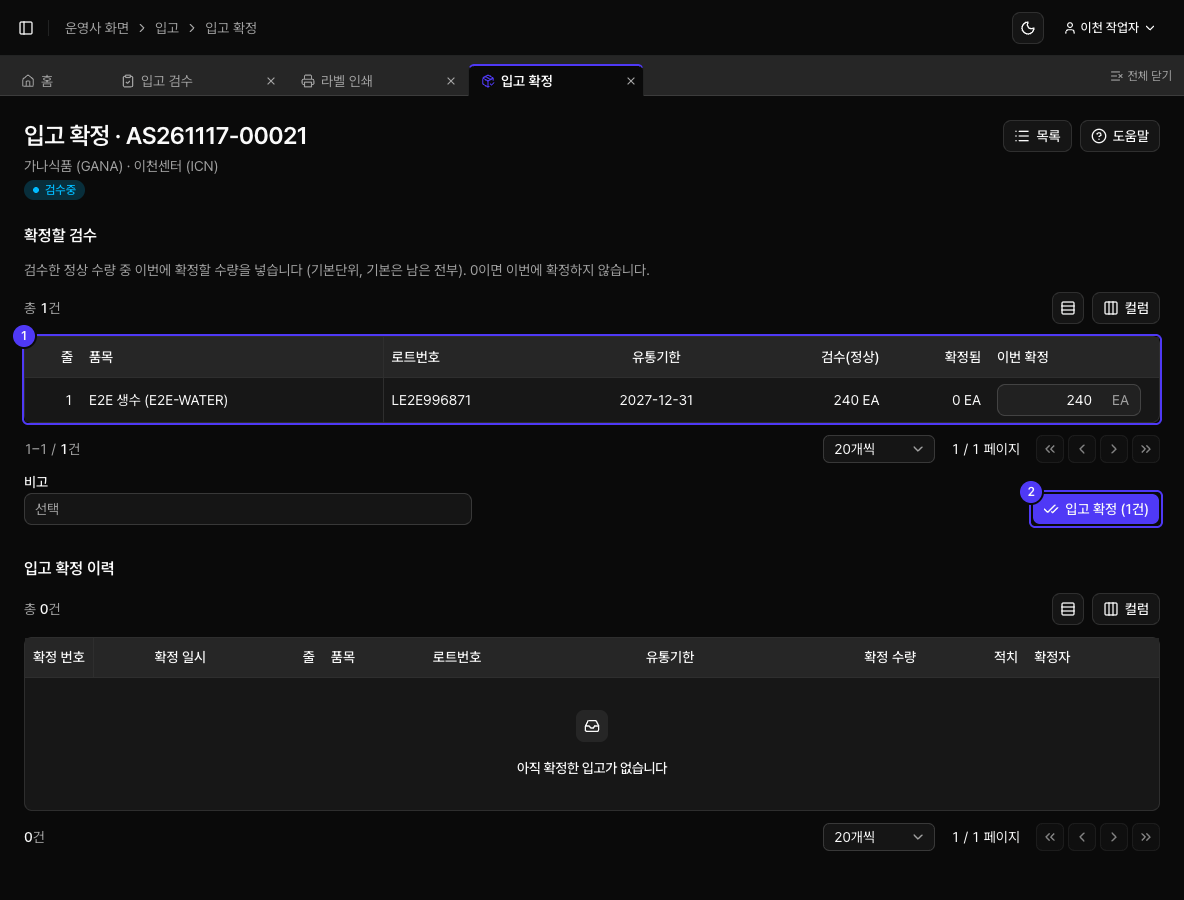 운영사 화면 > 입고 > 입고 확정
이천 작업자
홈
입고 검수
라벨 인쇄
입고 확정
전체 닫기
입고 확정 · AS261117-00021
목록
도움말
가나식품 (GANA) · 이천센터 (ICN)
검수중
확정할 검수
검수한 정상 수량 중 이번에 확정할 수량을 넣습니다 (기본단위, 기본은 남은 전부). 0이면 이번에 확정하지 않습니다.
총 1건
컬럼
1
줄 품목 로트번호 유통기한 검수(정상) 확정됨 이번 확정
1 E2E 생수 (E2E-WATER) LE2E996871 2027-12-31 240 EA 0 EA 240 EA
1–1 / 1건
20개씩
1 / 1 페이지
비고
선택
2
입고 확정 (1건)
입고 확정 이력
총 0건
컬럼
확정 번호 확정 일시 줄 품목 로트번호 유통기한 확정 수량 적치 확정자
아직 확정한 입고가 없습니다
0건
20개씩
1 / 1 페이지